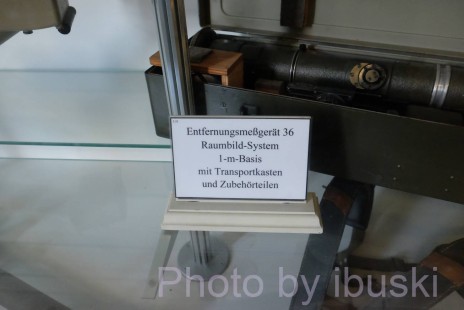 Entfernungsmeßgerät 36
Raumbild-System
1-m-Basis
mit Transportkasten
und Zubehörteilen
Photo by ibuski